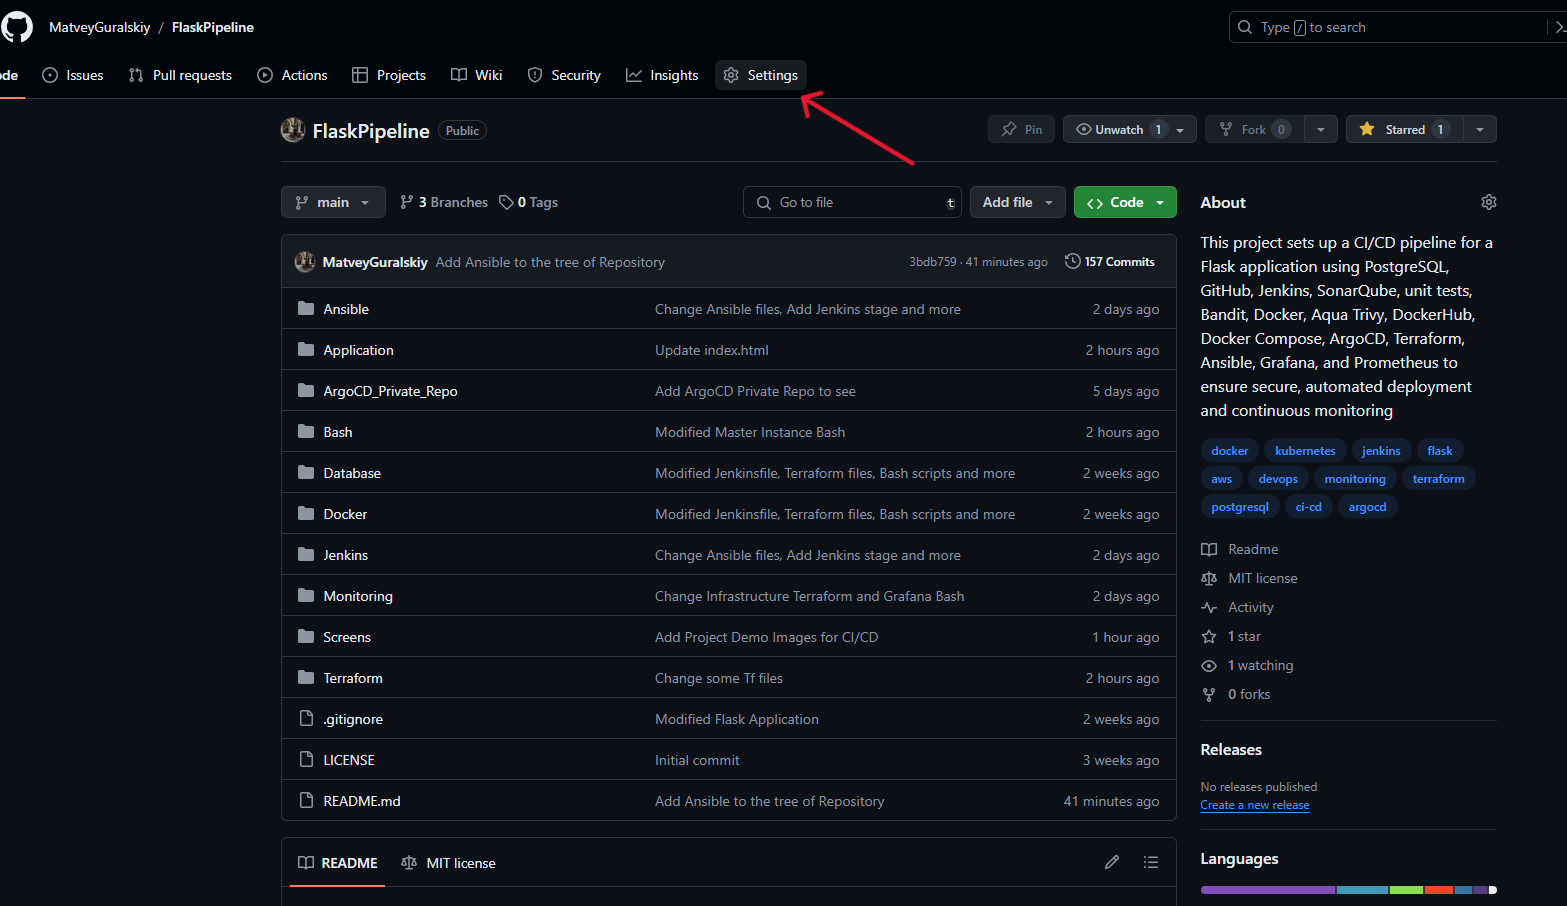 MatveyGuralskiy / FlaskPipeline
Type / to search
ode Issues Pull requests Actions Projects Wiki Security Insights Settings
FlaskPipeline Public
Pin Unwatch 1 Fork 0 Starred 1
main 3 Branches 0 Tags Go to file t Add file Code
MatveyGuralskiy Add Ansible to the tree of Repository 3bdb759 · 41 minutes ago 157 Commits
Ansible Change Ansible files, Add Jenkins stage and more 2 days ago
Application Update index.html 2 hours ago
ArgoCD_Private_Repo Add ArgoCD Private Repo to see 5 days ago
Bash Modified Master Instance Bash 2 hours ago
Database Modified Jenkinsfile, Terraform files, Bash scripts and more 2 weeks ago
Docker Modified Jenkinsfile, Terraform files, Bash scripts and more 2 weeks ago
Jenkins Change Ansible files, Add Jenkins stage and more 2 days ago
Monitoring Change Infrastructure Terraform and Grafana Bash 2 days ago
Screens Add Project Demo Images for CI/CD 1 hour ago
Terraform Change some Tf files 2 hours ago
.gitignore Modified Flask Application 2 weeks ago
LICENSE Initial commit 3 weeks ago
README.md Add Ansible to the tree of Repository 41 minutes ago
README MIT license
About
This project sets up a CI/CD pipeline for a
Flask application using PostgreSQL,
GitHub, Jenkins, SonarQube, unit tests,
Bandit, Docker, Aqua Trivy, DockerHub,
Docker Compose, ArgoCD, Terraform,
Ansible, Grafana, and Prometheus to
ensure secure, automated deployment
and continuous monitoring
docker kubernetes jenkins flask
aws devops monitoring terraform
postgresql ci-cd argocd
Readme
MIT license
Activity
1 star
1 watching
0 forks
Releases
No releases published
Create a new release
Languages